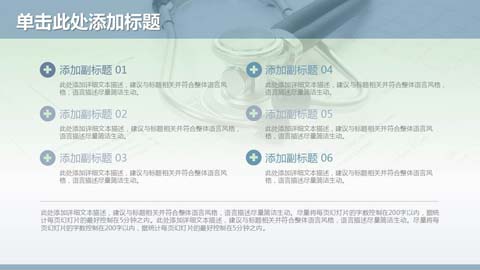 单击此处添加标题
添加副标题 01
此处添加详细文本描述，建议与标题相关并符合整体语言风
格，语言描述尽量简洁生动。
添加副标题 02
此处添加详细文本描述，建议与标题相关并符合整体语言风格，
语言描述尽量简洁生动。
添加副标题 03
此处添加详细文本描述，建议与标题相关并符合整体语言风
格，语言描述尽量简洁生动。
添加副标题 04
此处添加详细文本描述，建议与标题相关并符合整体语言风格，
语言描述尽量简洁生动。
添加副标题 05
此处添加详细文本描述，建议与标题相关并符合整体语言风
格，语言描述尽量简洁生动。
添加副标题 06
此处添加详细文本描述，建议与标题相关并符合整体语言风
格，语言描述尽量简洁生动。
此处添加详细文本描述，建议与标题相关并符合整体语言风格，语言描述尽量简洁生动。尽量将每页幻灯片的字数控制在200字以内，据统
计每页幻灯片的最好控制在5分钟之内。此处添加详细文本描述，建议与标题相关并符合整体语言风格，语言描述尽量简洁生动。尽量将每
页幻灯片的字数控制在200字以内，据统计每页幻灯片的最好控制在5分钟之内。